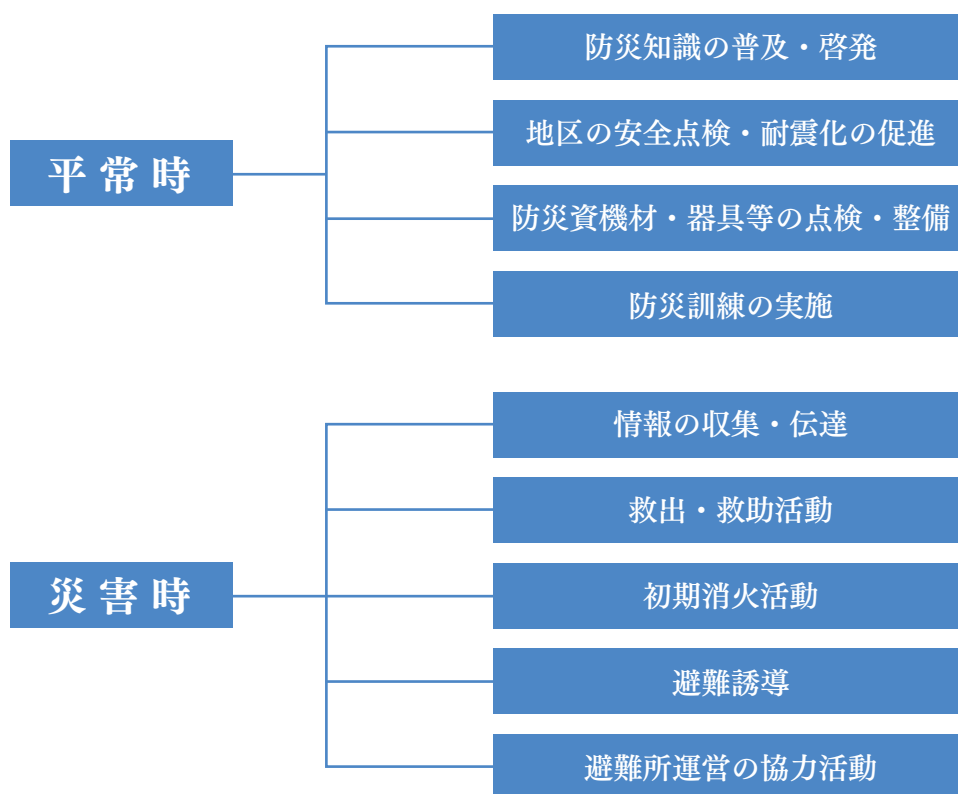 平常時
防災知識の普及・啓発
地区の安全点検・耐震化の促進
防災資機材・器具等の点検・整備
防災訓練の実施
災害時
情報の収集・伝達
救出・救助活動
初期消火活動
避難誘導
避難所運営の協力活動